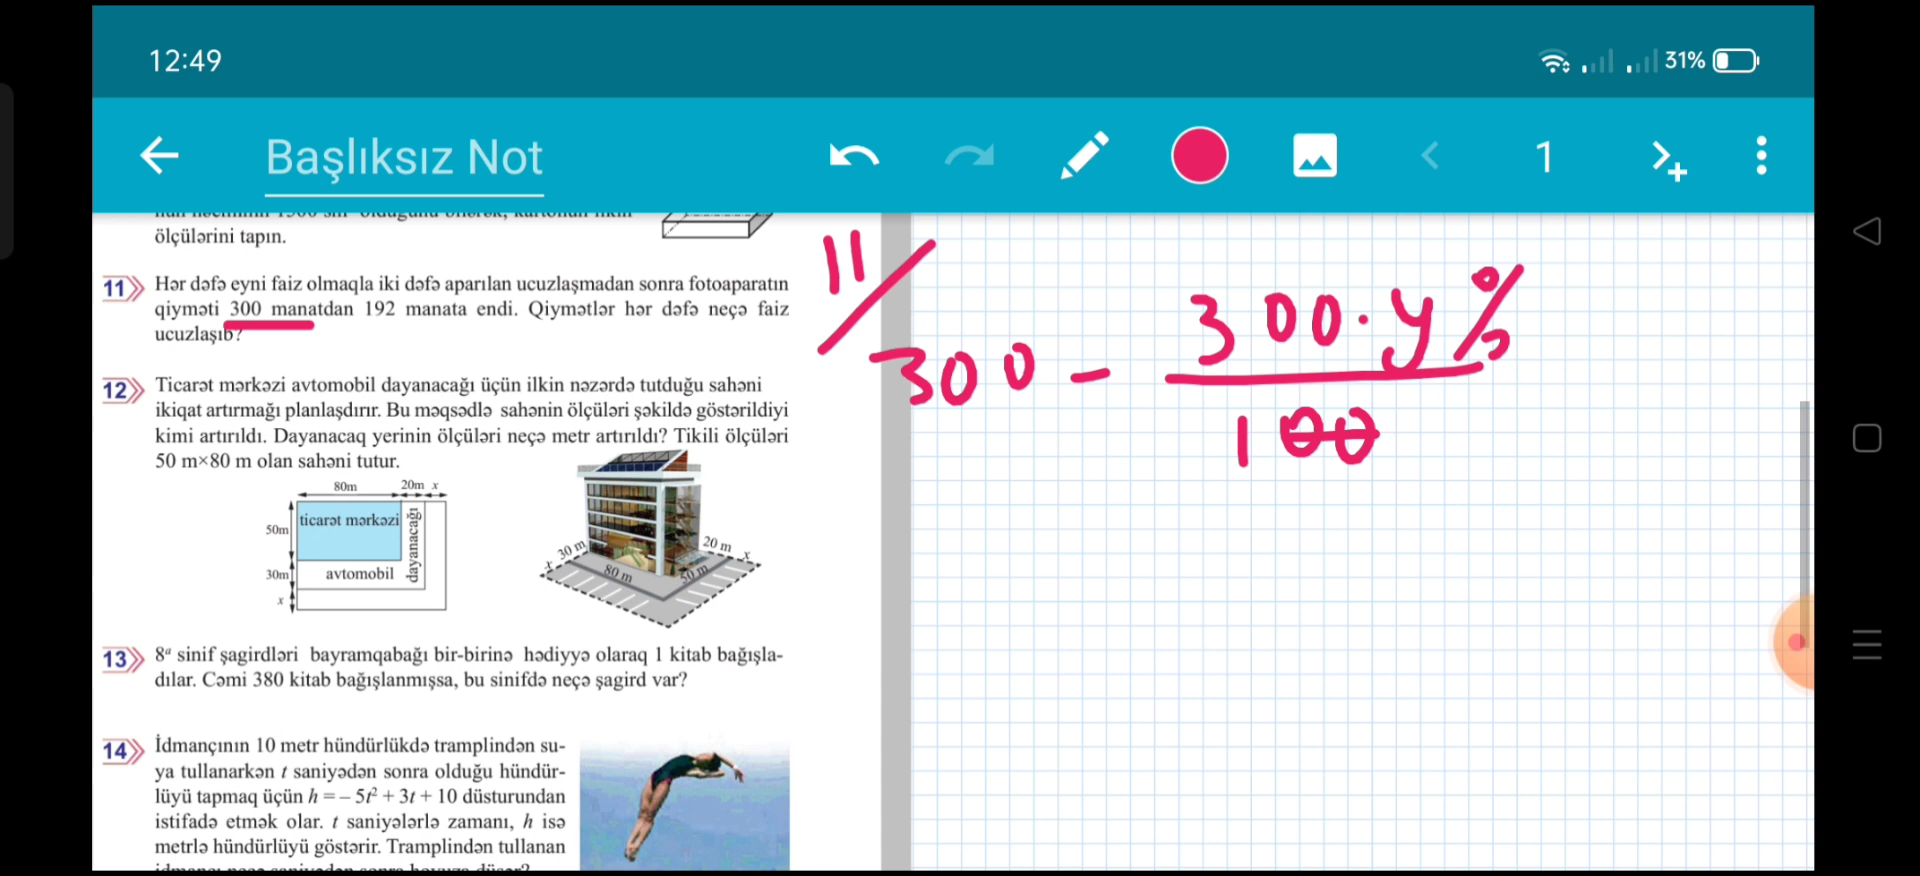 12:49
31%
Başlıksız Not
1
ölçülərini tapın.
11 Hər dəfə eyni faiz olmaqla iki dəfə aparılan ucuzlaşmadan sonra fotoaparatın
qiyməti 300 manatdan 192 manata endi. Qiymətlər hər dəfə neçə faiz
ucuzlaşıb?
12 Ticarət mərkəzi avtomobil dayanacağı üçün ilkin nəzərdə tutduğu sahəni
ikiqat artırmağı planlaşdırır. Bu məqsədlə sahənin ölçüləri şəkildə göstərildiyi
kimi artırıldı. Dayanacaq yerinin ölçüləri neçə metr artırıldı? Tikili ölçüləri
50 m×80 m olan sahəni tutur.
80m 20m x
50m ticarət mərkəzi
dayanacağı
30m avtomobil
x
30 m 20 m
x 80 m 50 m x
13 8ᵃ sinif şagirdləri bayramqabağı bir-birinə hədiyyə olaraq 1 kitab bağışla-
dılar. Cəmi 380 kitab bağışlanmışsa, bu sinifdə neçə şagird var?
14 İdmançının 10 metr hündürlükdə tramplindən su-
ya tullanarkən t saniyədən sonra olduğu hündür-
lüyü tapmaq üçün h = – 5t² + 3t + 10 düsturundan
istifadə etmək olar. t saniyələrlə zamanı, h isə
metrlə hündürlüyü göstərir. Tramplindən tullanan
11/
300 - 300·y%
100